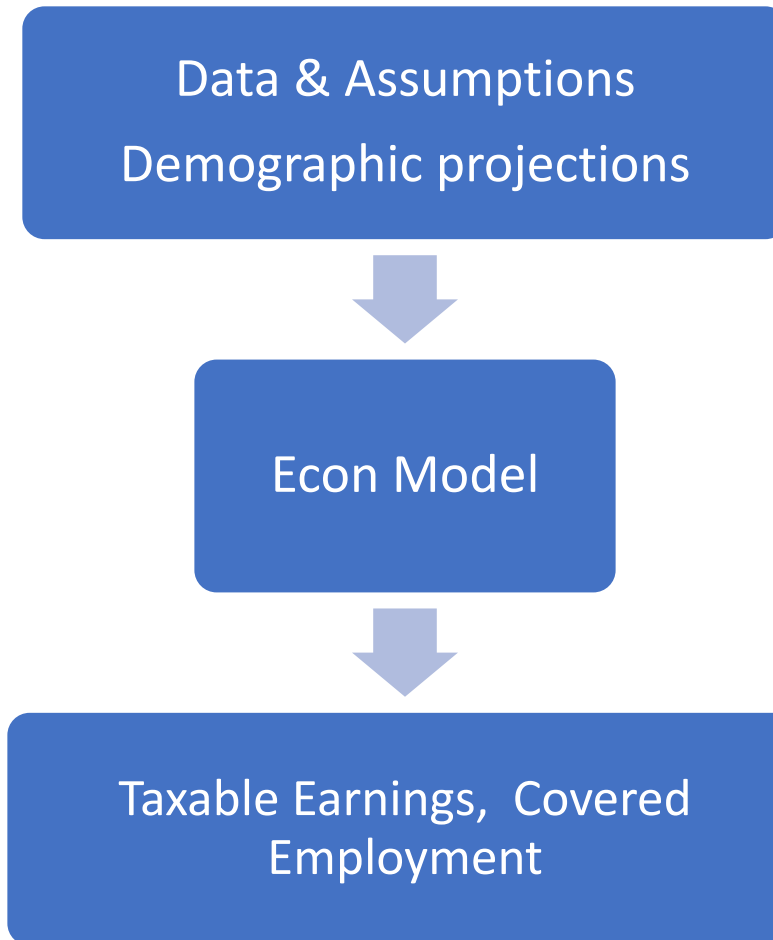 Data & Assumptions
Demographic projections
Econ Model
Taxable Earnings,  Covered
Employment